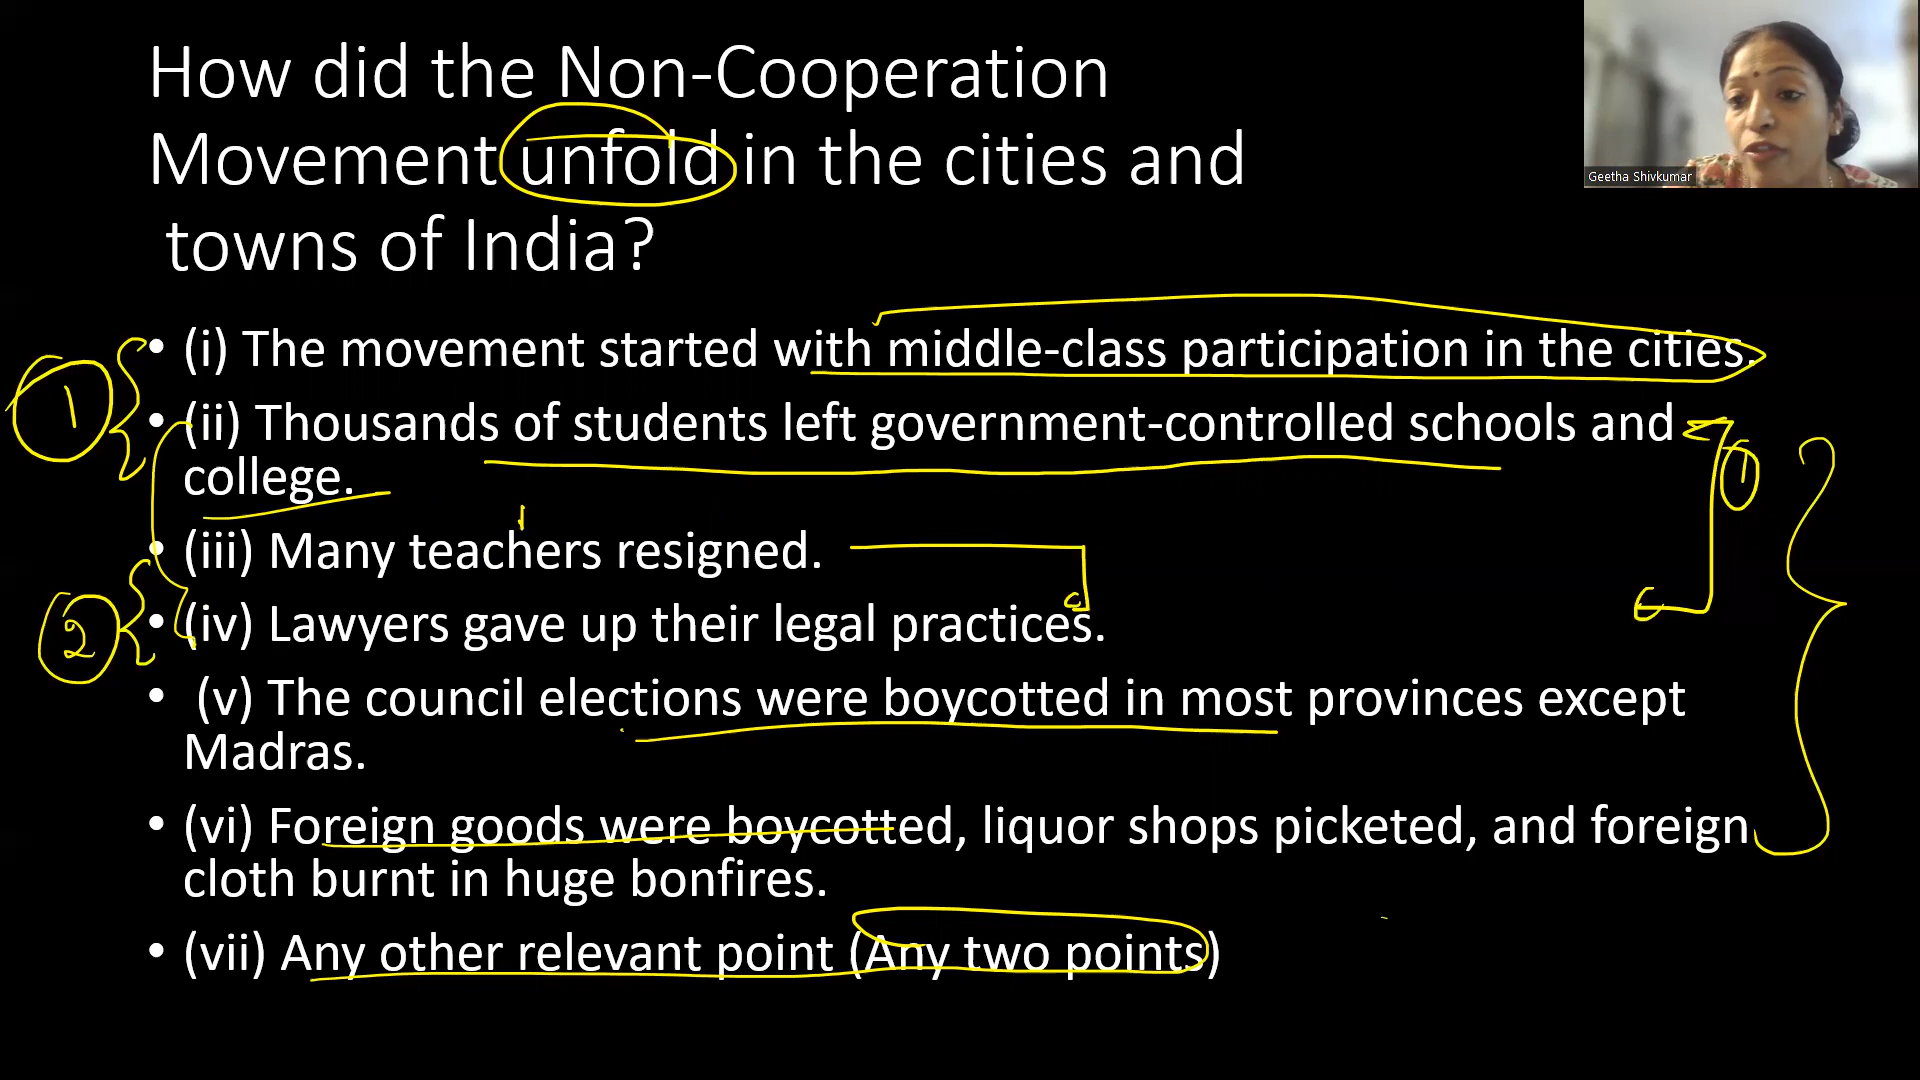 How did the Non-Cooperation
Movement unfold in the cities and
towns of India?
Geetha Shivkumar
• (i) The movement started with middle-class participation in the cities.
• (ii) Thousands of students left government-controlled schools and
college.
• (iii) Many teachers resigned.
• (iv) Lawyers gave up their legal practices.
• (v) The council elections were boycotted in most provinces except
Madras.
• (vi) Foreign goods were boycotted, liquor shops picketed, and foreign
cloth burnt in huge bonfires.
• (vii) Any other relevant point (Any two points)
1
2
1